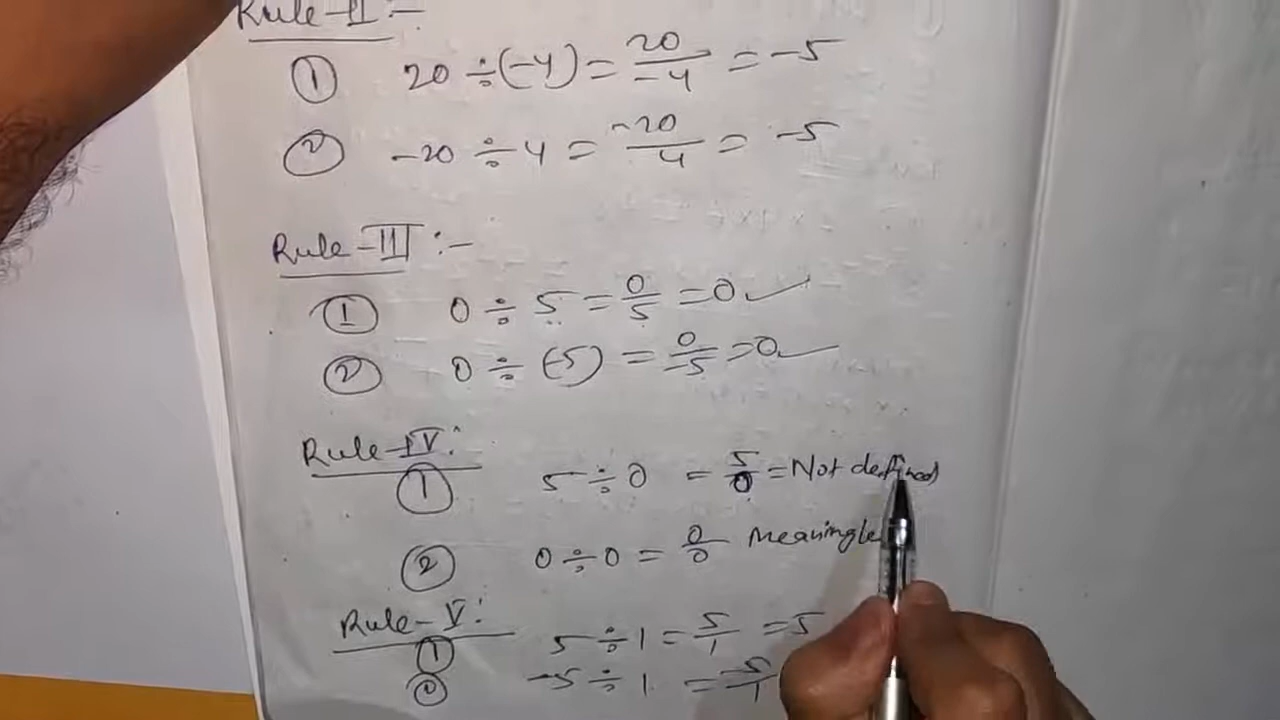 Rule-II:-
① 20 ÷ (-4) = 20/-4 = -5
② -20 ÷ 4 = -20/4 = -5
Rule-III:-
① 0 ÷ 5 = 0/5 = 0 ✓
② 0 ÷ (-5) = 0/-5 = 0 ✓
Rule-IV:
① 5 ÷ 0 = 5/0 = Not defined
② 0 ÷ 0 = 0/0
Rule-V:
① 5 ÷ 1 = 5/1 = 5
② -5 ÷ 1 = -5/1